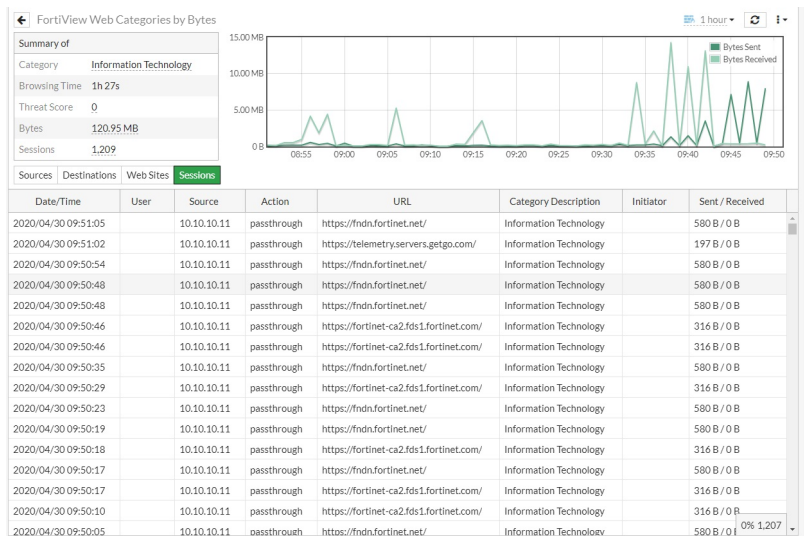 FortiView Web Categories by Bytes
1 hour
Summary of
Category Information Technology
Browsing Time 1h 27s
Threat Score 0
Bytes 120.95 MB
Sessions 1,209
15.00 MB
10.00 MB
5.00 MB
0 B
Bytes Sent
Bytes Received
08:55 09:00 09:05 09:10 09:15 09:20 09:25 09:30 09:35 09:40 09:45 09:50
Sources Destinations Web Sites Sessions
Date/Time User Source Action URL Category Description Initiator Sent / Received
2020/04/30 09:51:05 10.10.10.11 passthrough https://fndn.fortinet.net/ Information Technology 580 B / 0 B
2020/04/30 09:51:02 10.10.10.11 passthrough https://telemetry.servers.getgo.com/ Information Technology 197 B / 0 B
2020/04/30 09:50:54 10.10.10.11 passthrough https://fndn.fortinet.net/ Information Technology 580 B / 0 B
2020/04/30 09:50:48 10.10.10.11 passthrough https://fndn.fortinet.net/ Information Technology 580 B / 0 B
2020/04/30 09:50:48 10.10.10.11 passthrough https://fndn.fortinet.net/ Information Technology 580 B / 0 B
2020/04/30 09:50:46 10.10.10.11 passthrough https://fortinet-ca2.fds1.fortinet.com/ Information Technology 316 B / 0 B
2020/04/30 09:50:46 10.10.10.11 passthrough https://fortinet-ca2.fds1.fortinet.com/ Information Technology 316 B / 0 B
2020/04/30 09:50:35 10.10.10.11 passthrough https://fndn.fortinet.net/ Information Technology 580 B / 0 B
2020/04/30 09:50:29 10.10.10.11 passthrough https://fortinet-ca2.fds1.fortinet.com/ Information Technology 316 B / 0 B
2020/04/30 09:50:23 10.10.10.11 passthrough https://fndn.fortinet.net/ Information Technology 580 B / 0 B
2020/04/30 09:50:19 10.10.10.11 passthrough https://fndn.fortinet.net/ Information Technology 580 B / 0 B
2020/04/30 09:50:18 10.10.10.11 passthrough https://fortinet-ca2.fds1.fortinet.com/ Information Technology 316 B / 0 B
2020/04/30 09:50:17 10.10.10.11 passthrough https://fndn.fortinet.net/ Information Technology 580 B / 0 B
2020/04/30 09:50:17 10.10.10.11 passthrough https://fortinet-ca2.fds1.fortinet.com/ Information Technology 316 B / 0 B
2020/04/30 09:50:10 10.10.10.11 passthrough https://fortinet-ca2.fds1.fortinet.com/ Information Technology 316 B / 0 B
2020/04/30 09:50:05 10.10.10.11 passthrough https://fndn.fortinet.net/ Information Technology 580 B /
0% 1,207